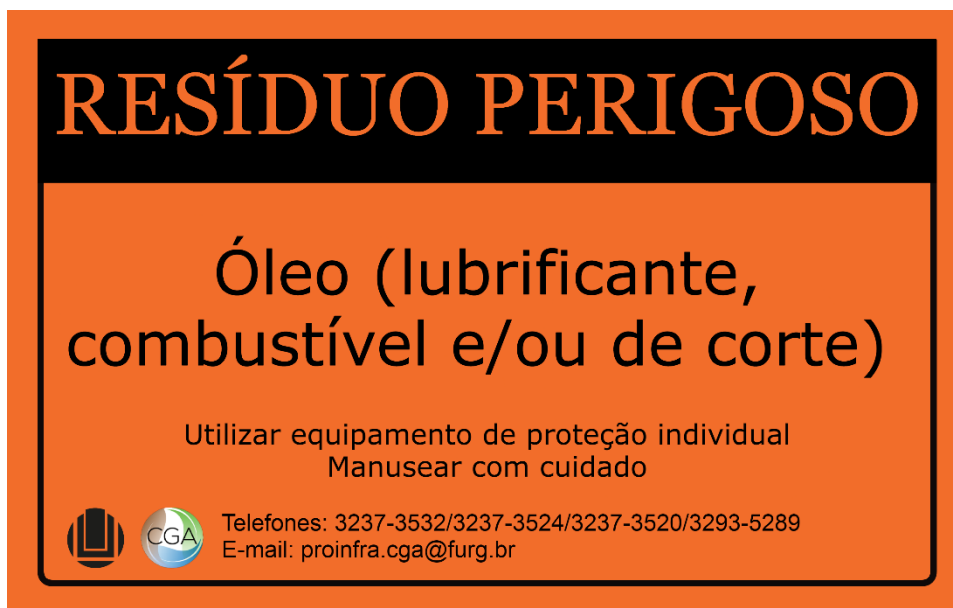 RESÍDUO PERIGOSO
Óleo (lubrificante,
combustível e/ou de corte)
Utilizar equipamento de proteção individual
Manusear com cuidado
CGA
Telefones: 3237-3532/3237-3524/3237-3520/3293-5289
E-mail: proinfra.cga@furg.br